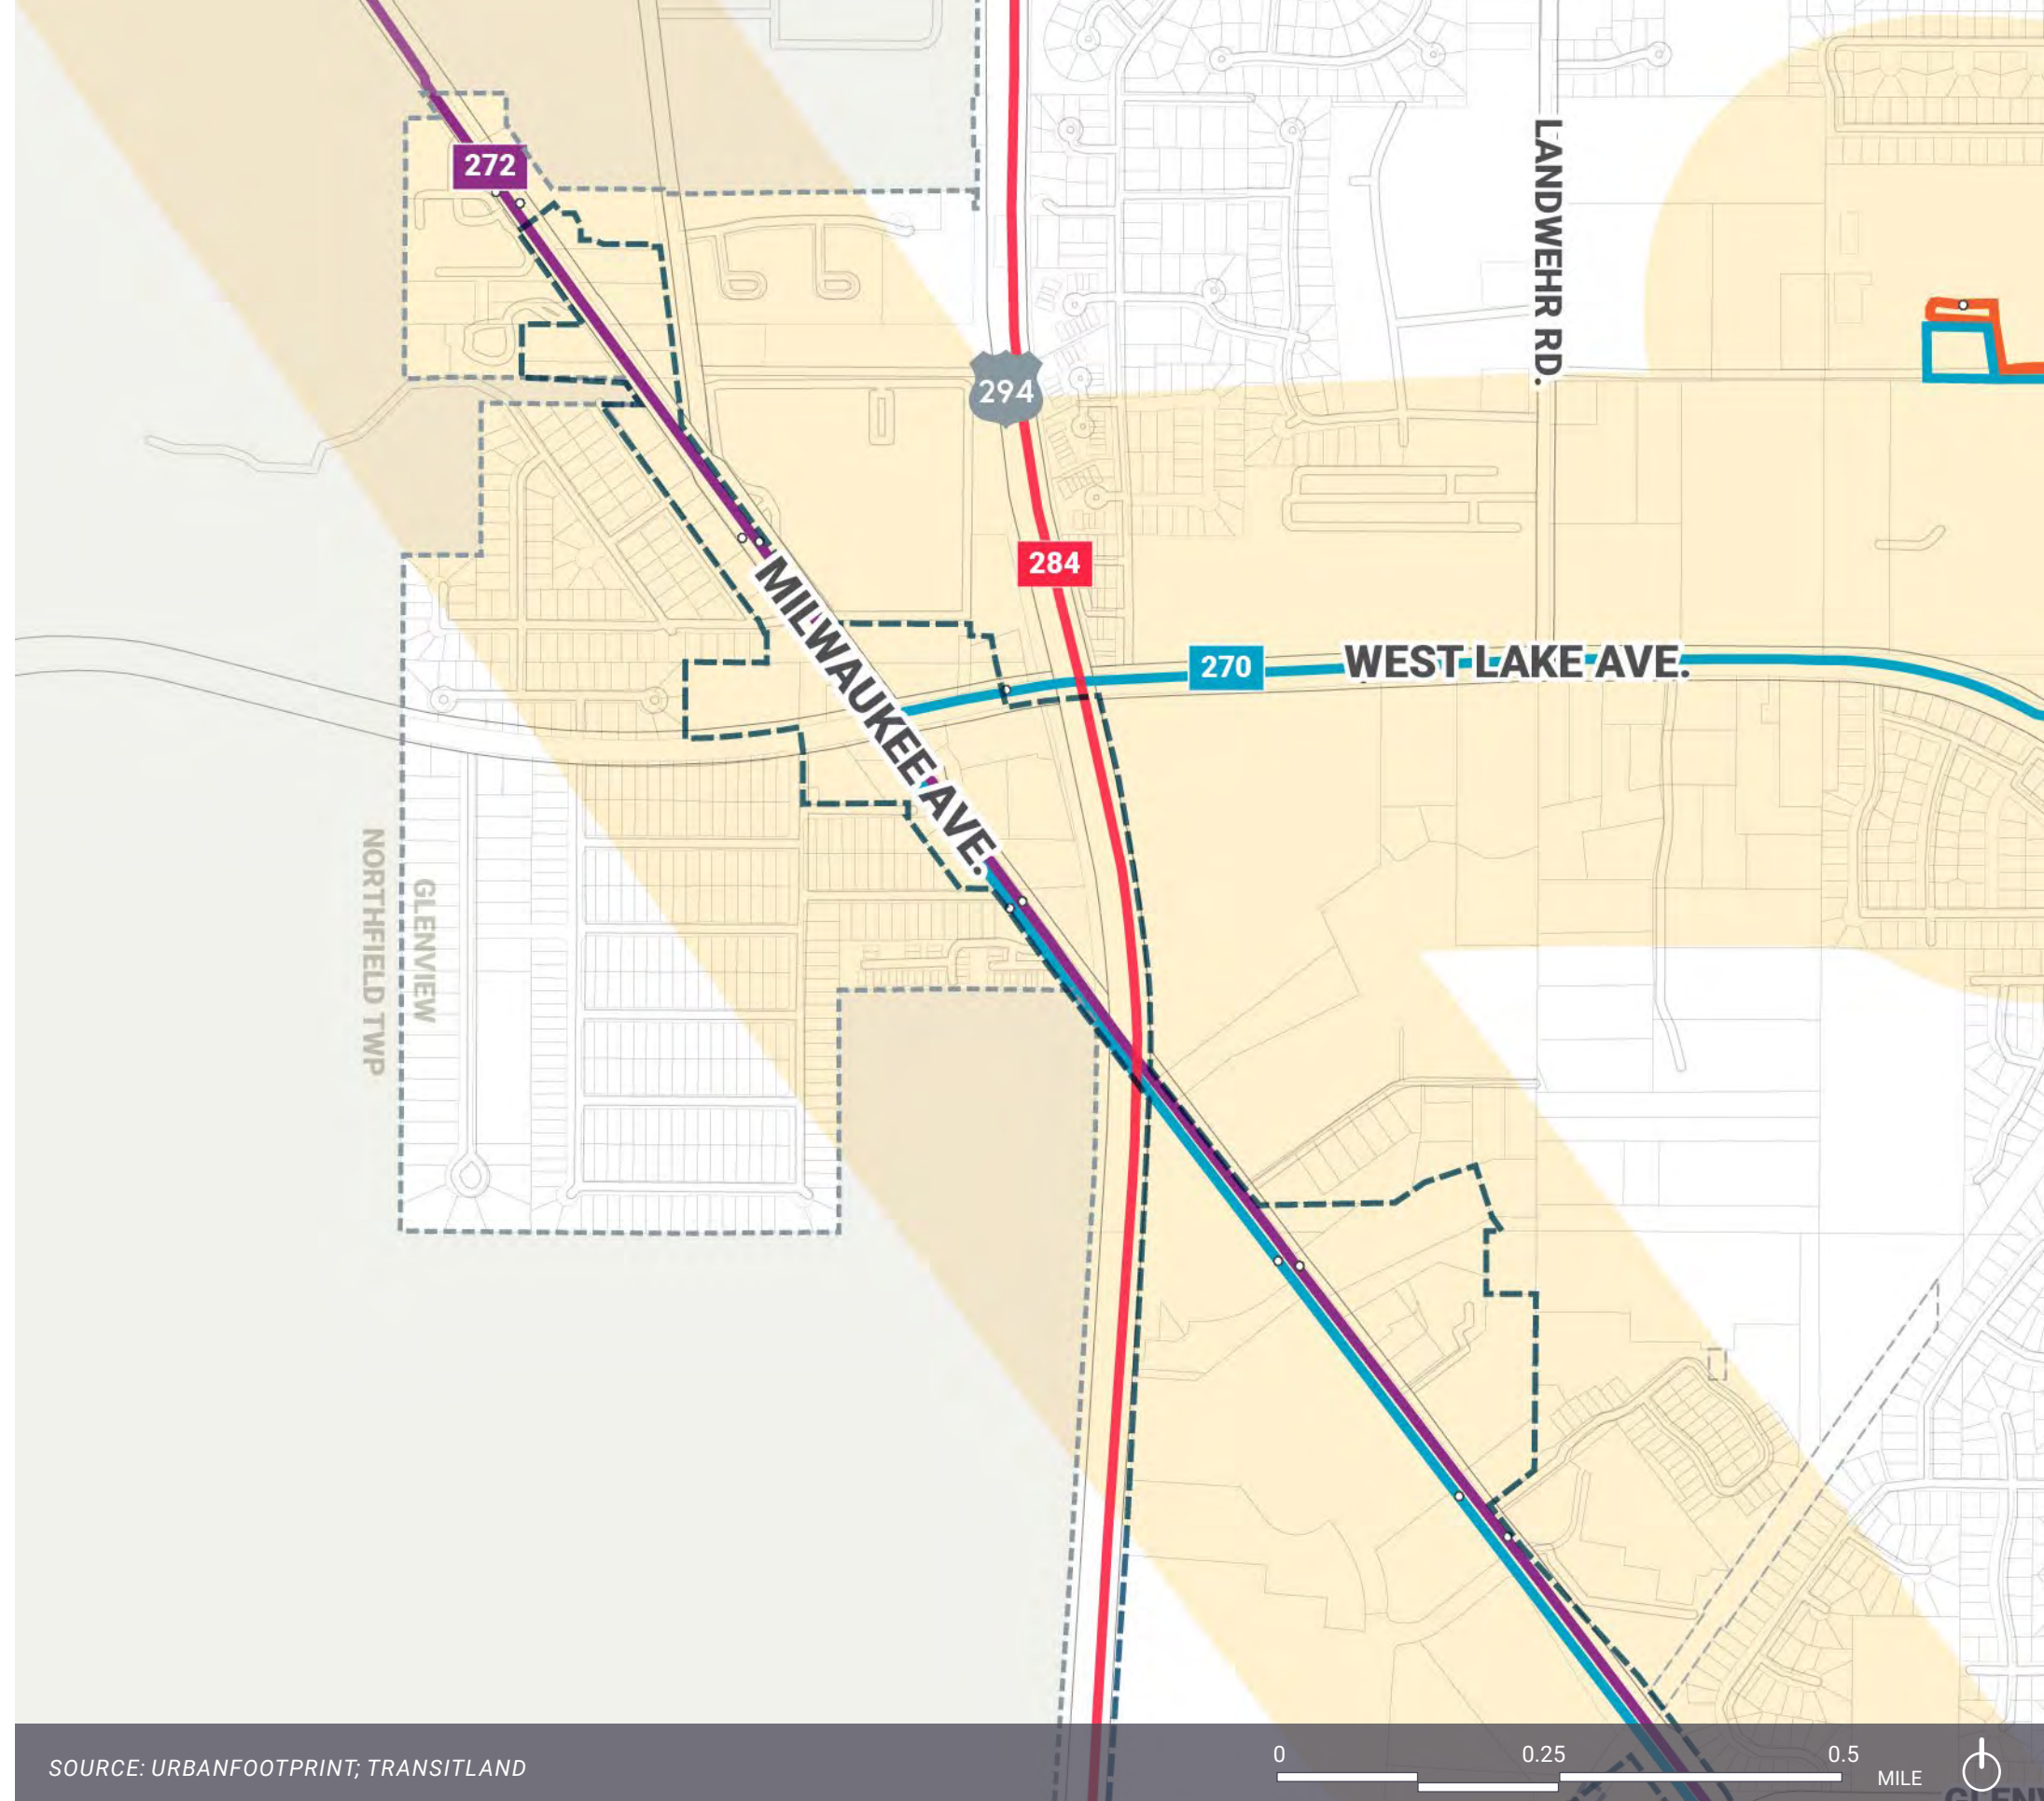 272
LANDWEHR RD.
294
284
MILWAUKEE AVE.
270
WEST LAKE AVE.
NORTHFIELD TWP
GLENVIEW
SOURCE: URBANFOOTPRINT; TRANSITLAND
0 0.25 0.5
MILE